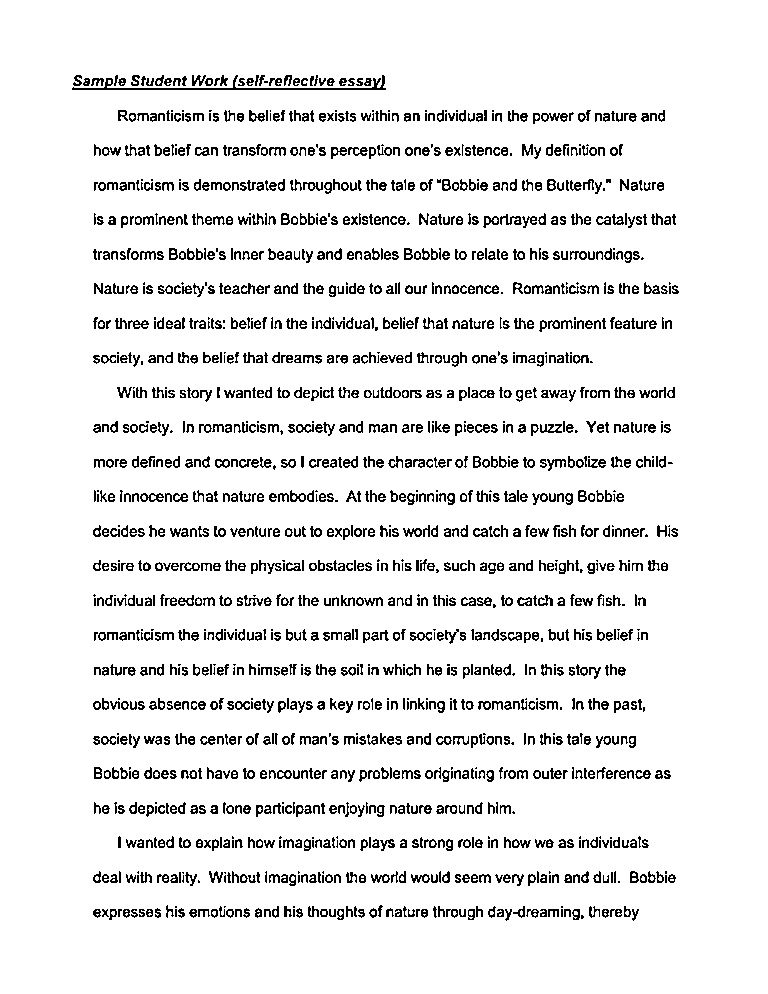 Sample Student Work (self-reflective essay)
Romanticism is the belief that exists within an individual in the power of nature and
how that belief can transform one's perception one's existence. My definition of
romanticism is demonstrated throughout the tale of "Bobbie and the Butterfly." Nature
is a prominent theme within Bobbie's existence. Nature is portrayed as the catalyst that
transforms Bobbie's inner beauty and enables Bobbie to relate to his surroundings.
Nature is society's teacher and the guide to all our innocence. Romanticism is the basis
for three ideal traits: belief in the individual, belief that nature is the prominent feature in
society, and the belief that dreams are achieved through one's imagination.
With this story I wanted to depict the outdoors as a place to get away from the world
and society. In romanticism, society and man are like pieces in a puzzle. Yet nature is
more defined and concrete, so I created the character of Bobbie to symbolize the child-
like innocence that nature embodies. At the beginning of this tale young Bobbie
decides he wants to venture out to explore his world and catch a few fish for dinner. His
desire to overcome the physical obstacles in his life, such age and height, give him the
individual freedom to strive for the unknown and in this case, to catch a few fish. In
romanticism the individual is but a small part of society's landscape, but his belief in
nature and his belief in himself is the soil in which he is planted. In this story the
obvious absence of society plays a key role in linking it to romanticism. In the past,
society was the center of all of man's mistakes and corruptions. In this tale young
Bobbie does not have to encounter any problems originating from outer interference as
he is depicted as a lone participant enjoying nature around him.
I wanted to explain how imagination plays a strong role in how we as individuals
deal with reality. Without imagination the world would seem very plain and dull. Bobbie
expresses his emotions and his thoughts of nature through day-dreaming, thereby